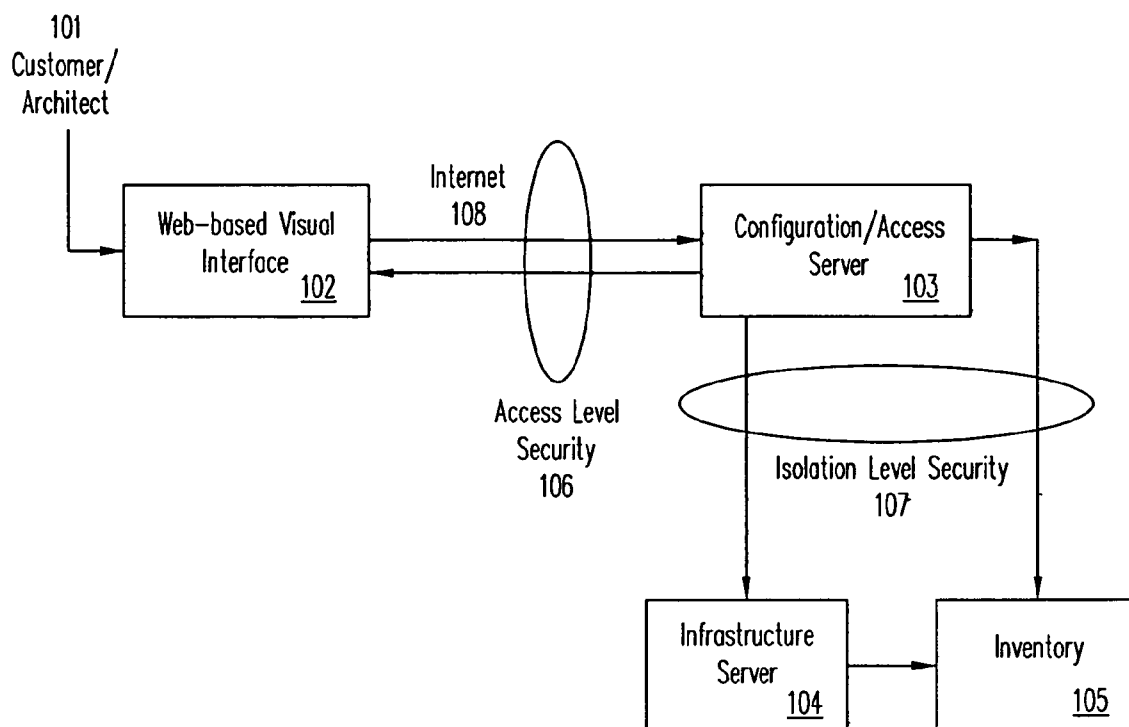 101
Customer/
Architect
Web-based Visual
Interface
102
Internet
108
Configuration/Access
Server
103
Access Level
Security
106
Isolation Level Security
107
Infrastructure
Server
104
Inventory
105